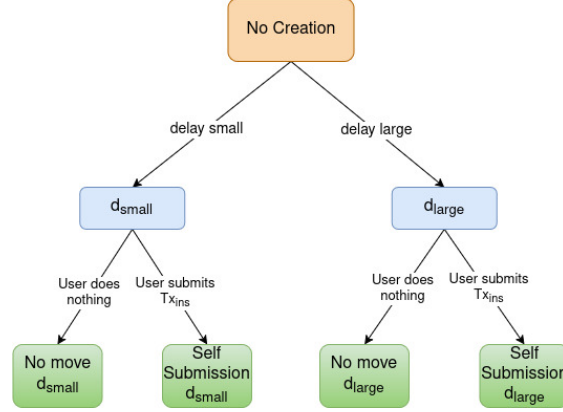 No Creation
delay small
delay large
dsmall
dlarge
User does
nothing
User submits
Txins
User does
nothing
User submits
Txins
No move
dsmall
Self
Submission
dsmall
No move
dlarge
Self
Submission
dlarge